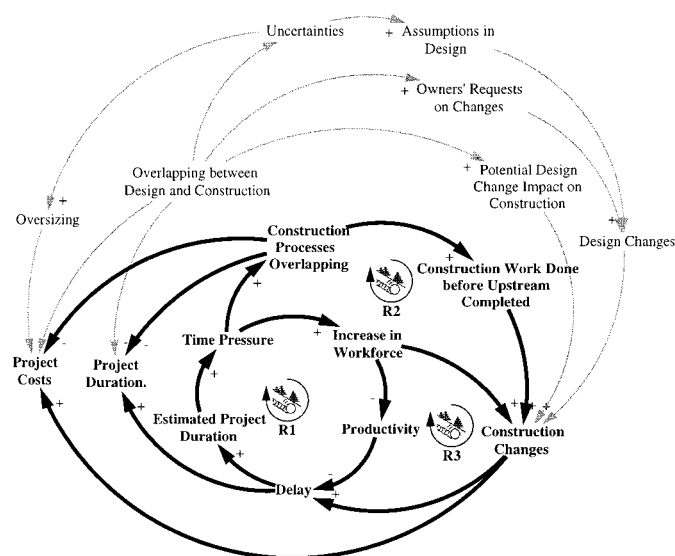 Uncertainties
+ Assumptions in
Design
+ Owners' Requests
on Changes
Overlapping between
Design and Construction
+ Potential Design
Change Impact on
Construction
+
Oversizing
+
Design Changes
Construction
Processes
Overlapping
+
Construction Work Done
before Upstream
Completed
+
R2
Time Pressure
+
Increase in
Workforce
- - -
Project
Costs
Project
Duration.
+
+
+
-
+ + +
Estimated Project
Duration
R1
Productivity
R3
Construction
Changes
+
-
Delay
+